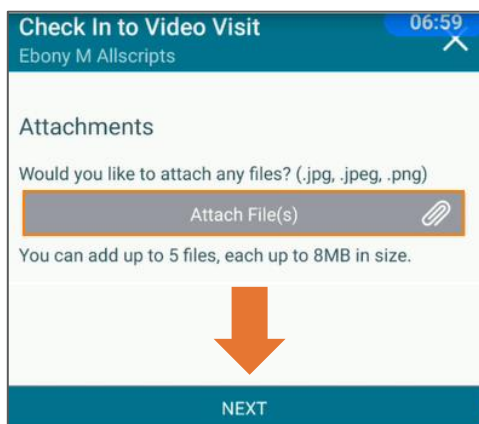 Check In to Video Visit
06:59
Ebony M Allscripts
Attachments
Would you like to attach any files? (.jpg, .jpeg, .png)
Attach File(s)
You can add up to 5 files, each up to 8MB in size.
NEXT